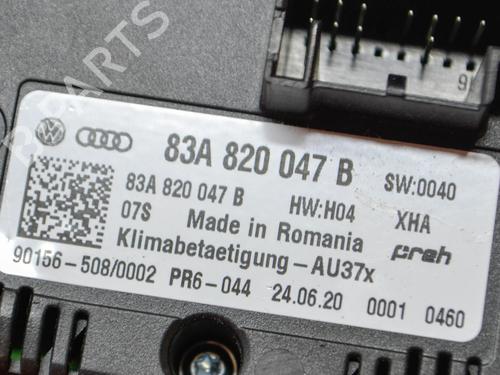 83A 820 047 B SW:0040
83A 820 047 B HW:H04 XHA
07S Made in Romania preh
Klimabetaetigung-AU37x
90156-508/0002 PR6-044 24.06.20 0001 0460
9